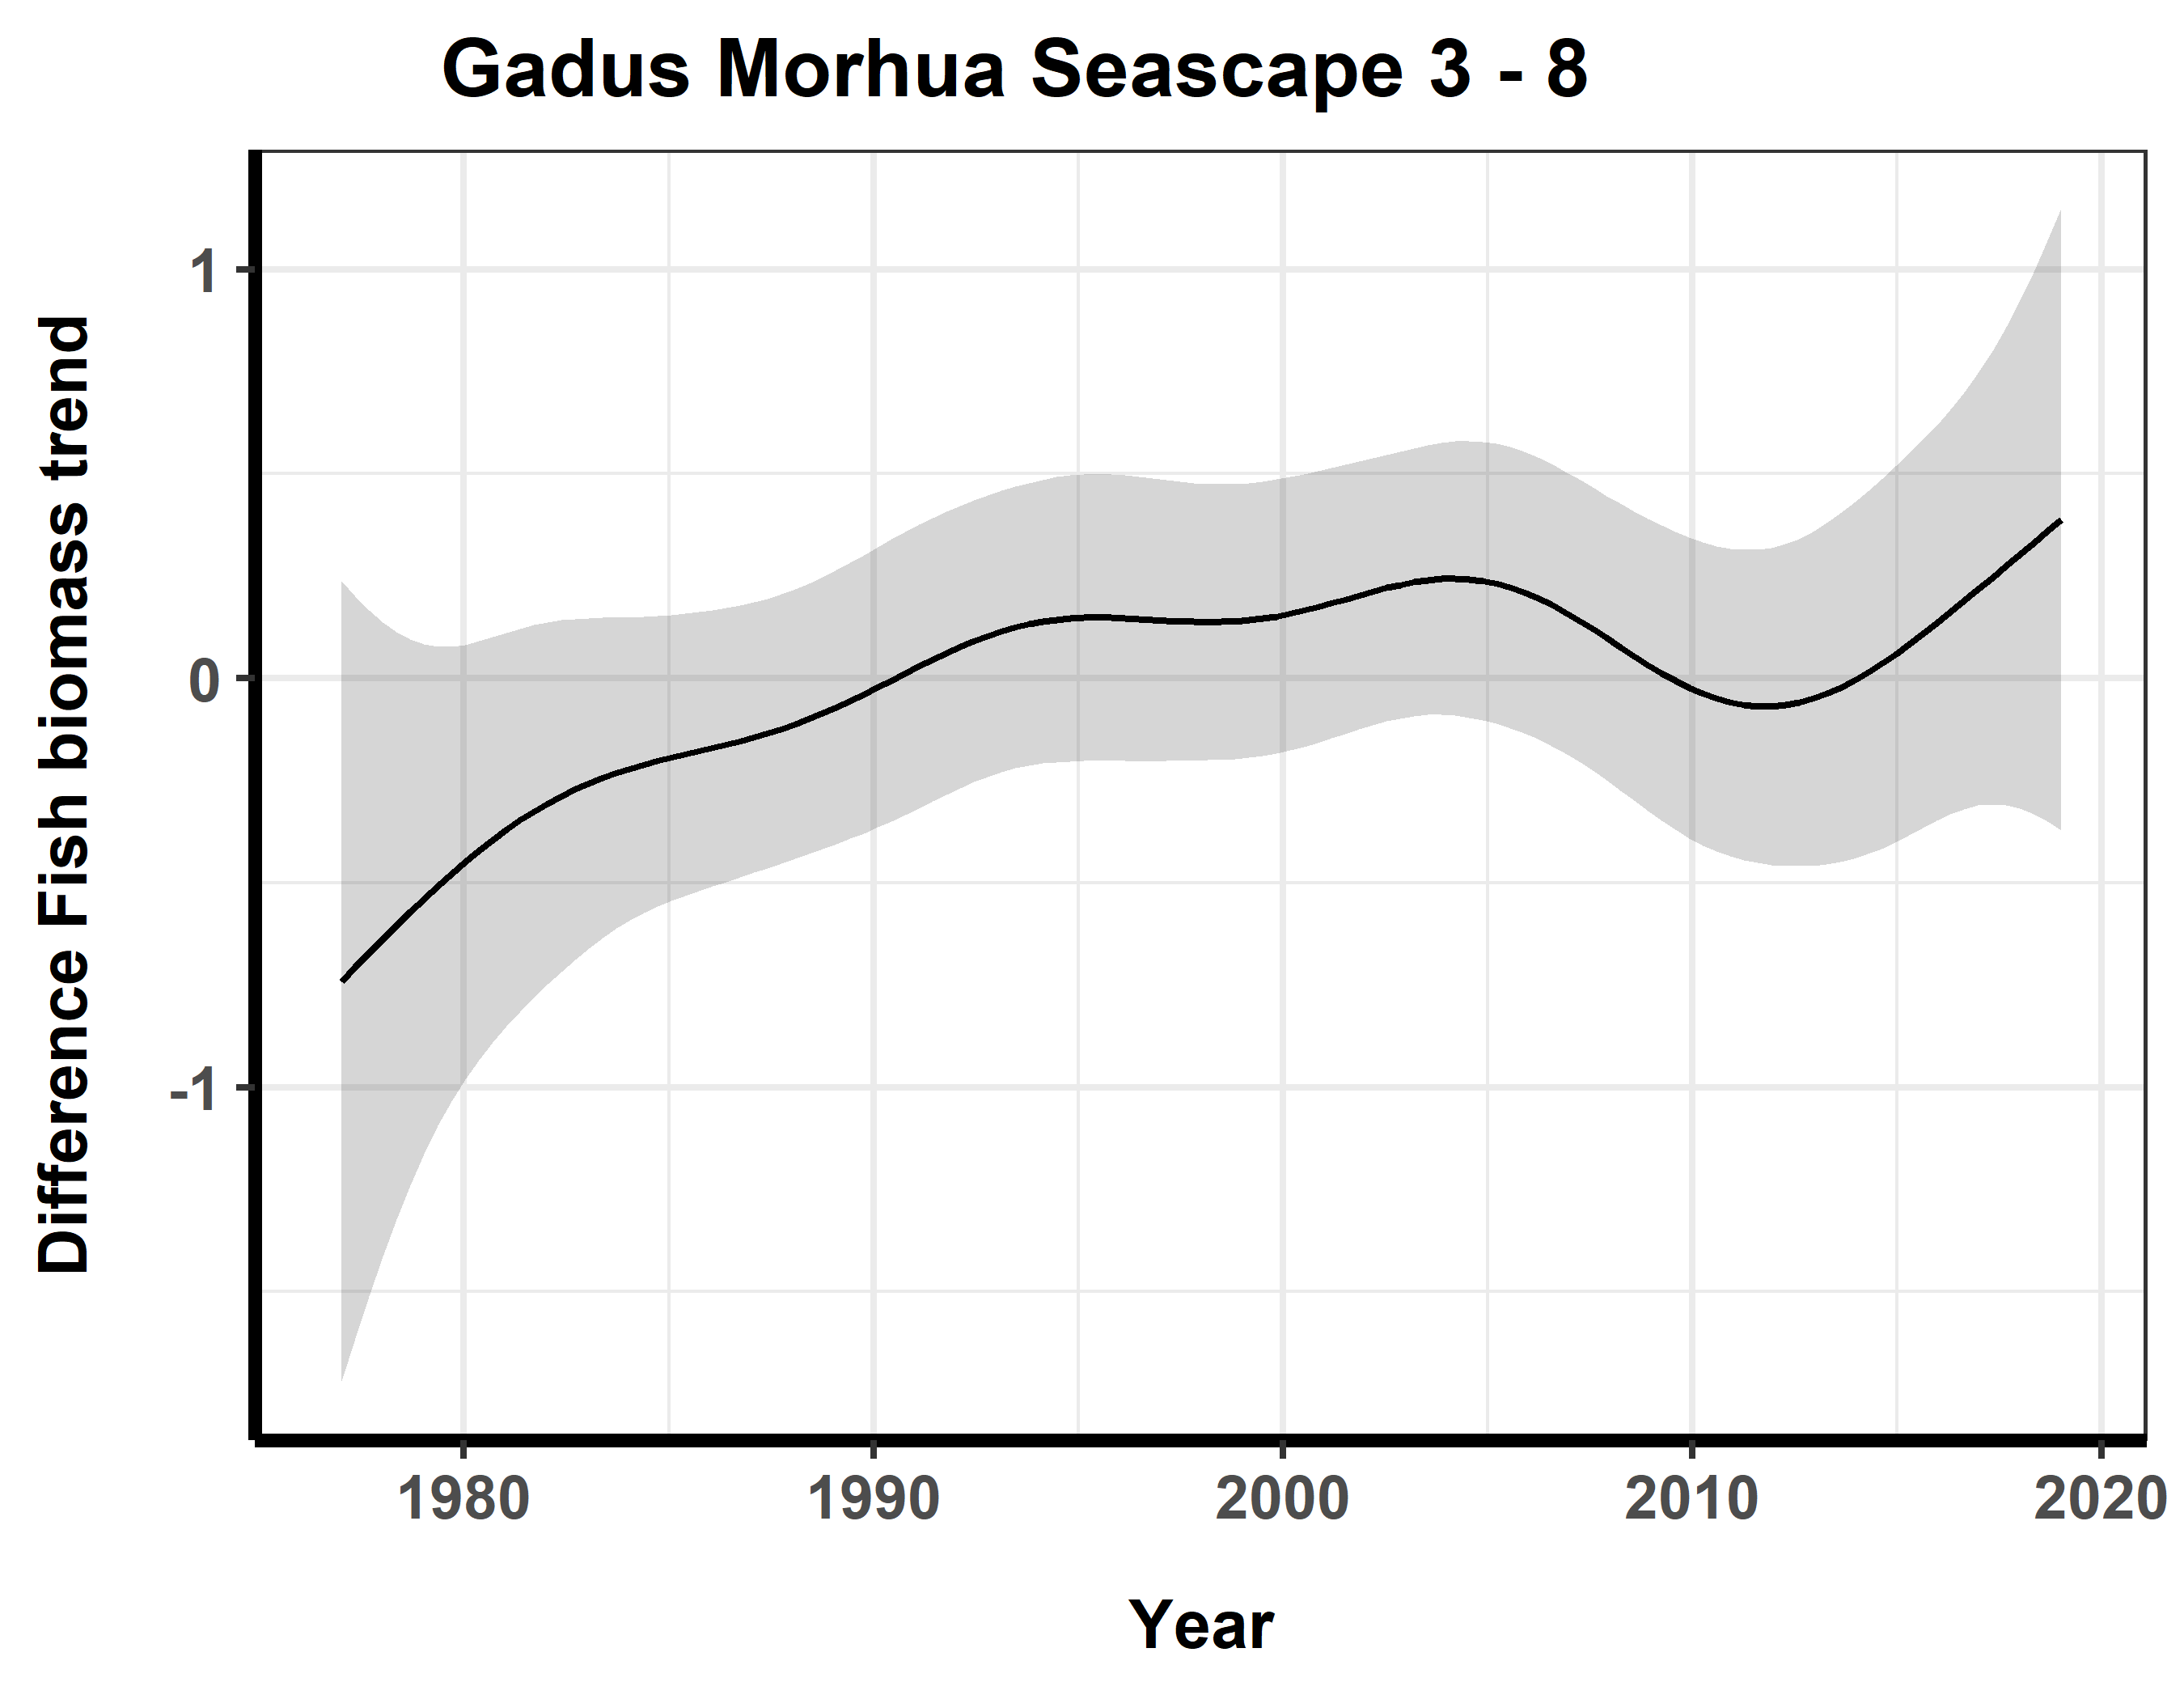 Gadus Morhua Seascape 3 - 8
Difference Fish biomass trend
1
0
-1
1980 1990 2000 2010 2020
Year